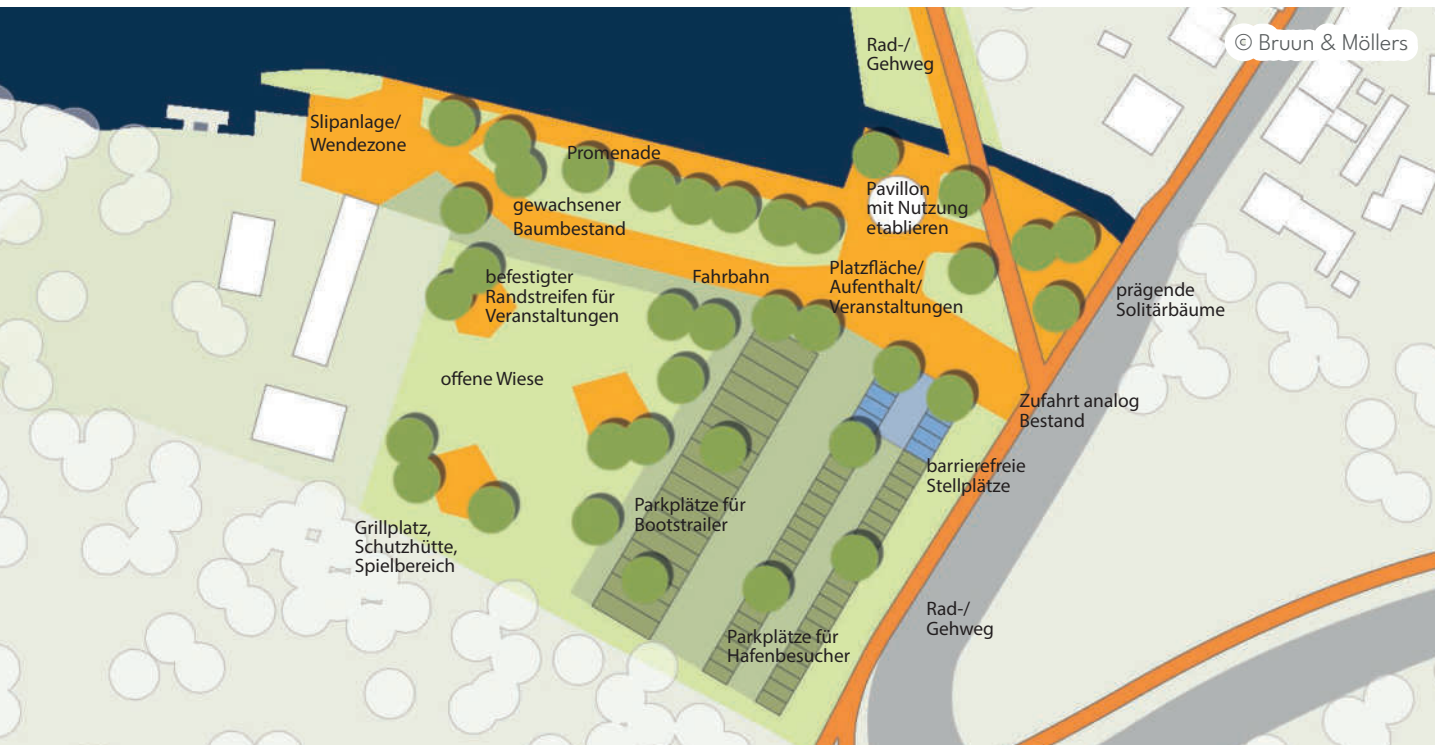 © Bruun & Möllers
Rad-/
Gehweg
Slipanlage/
Wendezone
Promenade
gewachsener
Baumbestand
Pavillon
mit Nutzung
etablieren
befestigter
Randstreifen für
Veranstaltungen
Fahrbahn
Platzfläche/
Aufenthalt/
Veranstaltungen
prägende
Solitärbäume
offene Wiese
Zufahrt analog
Bestand
barrierefreie
Stellplätze
Parkplätze für
Bootstrailer
Grillplatz,
Schutzhütte,
Spielbereich
Rad-/
Gehweg
Parkplätze für
Hafenbesucher